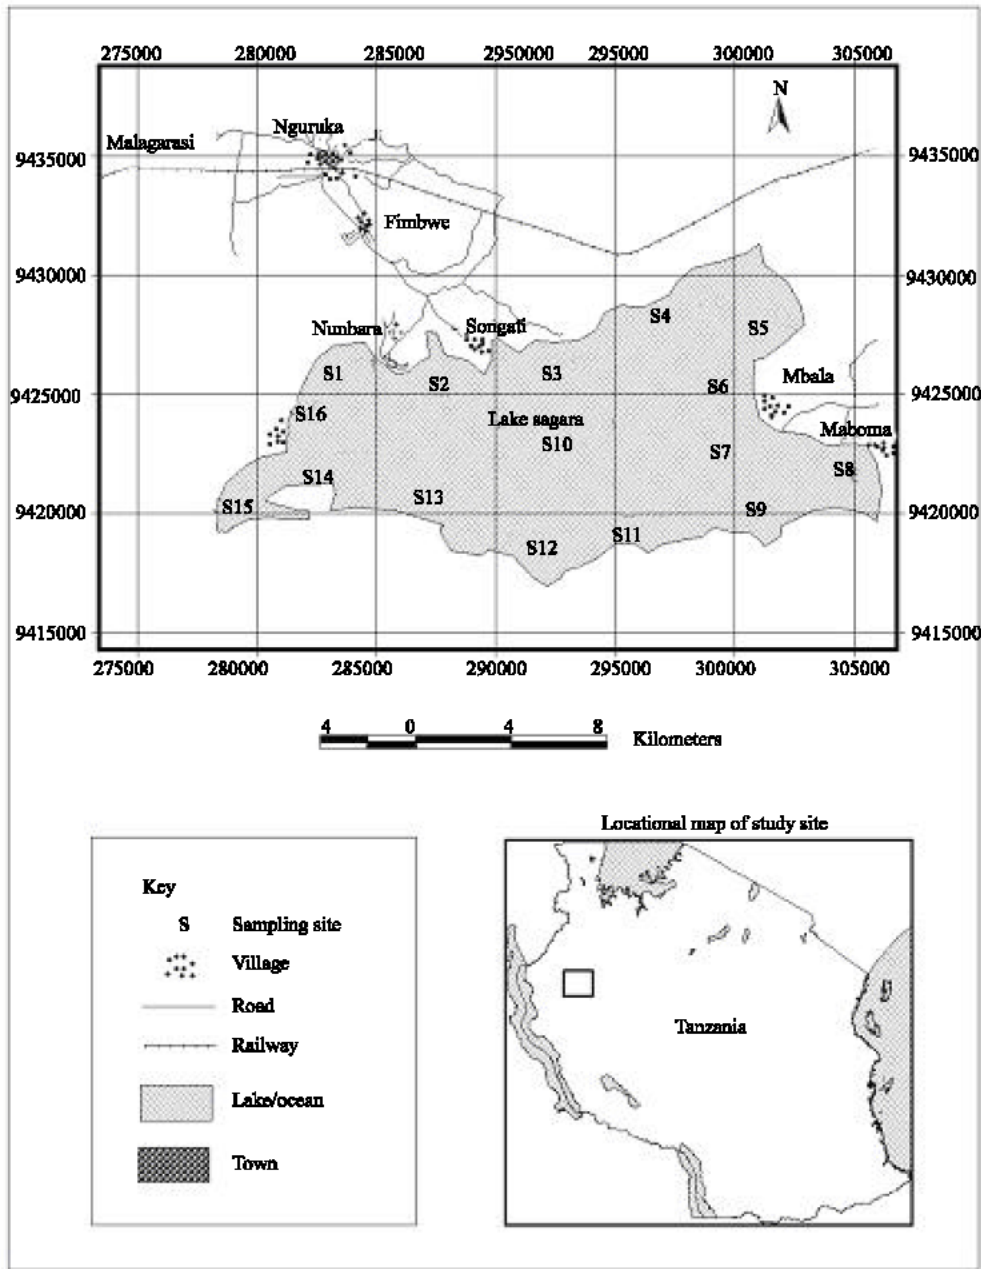 275000 280000 285000 2950000 295000 300000 305000
N
Nguruka
Malagarasi
9435000 9435000
Fimbwe
9430000 9430000
S4
Nunbara Songati S5
S1 S2 S3 S6 Mbala
9425000 9425000
S16 Lake sagara Maboma
S10 S7 S8
S14
S15 S13 S9
9420000 9420000
S12 S11
9415000 9415000
275000 280000 285000 290000 295000 300000 305000
4 0 4 8
Kilometers
Key
S Sampling site
Village
Road
Railway
Lake/ocean
Town
Locational map of study site
Tanzania